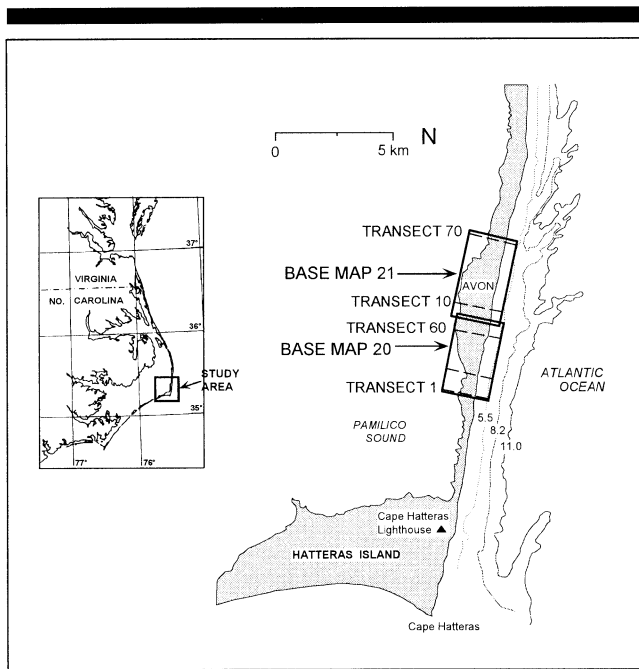 N
0 5 km
37°
VIRGINIA
NO. CAROLINA
36°
STUDY
AREA
35°
77° 76°
TRANSECT 70
BASE MAP 21
AVON
TRANSECT 10
TRANSECT 60
BASE MAP 20
TRANSECT 1
ATLANTIC
OCEAN
PAMILICO
SOUND
5.5
8.2
11.0
Cape Hatteras
Lighthouse
HATTERAS ISLAND
Cape Hatteras